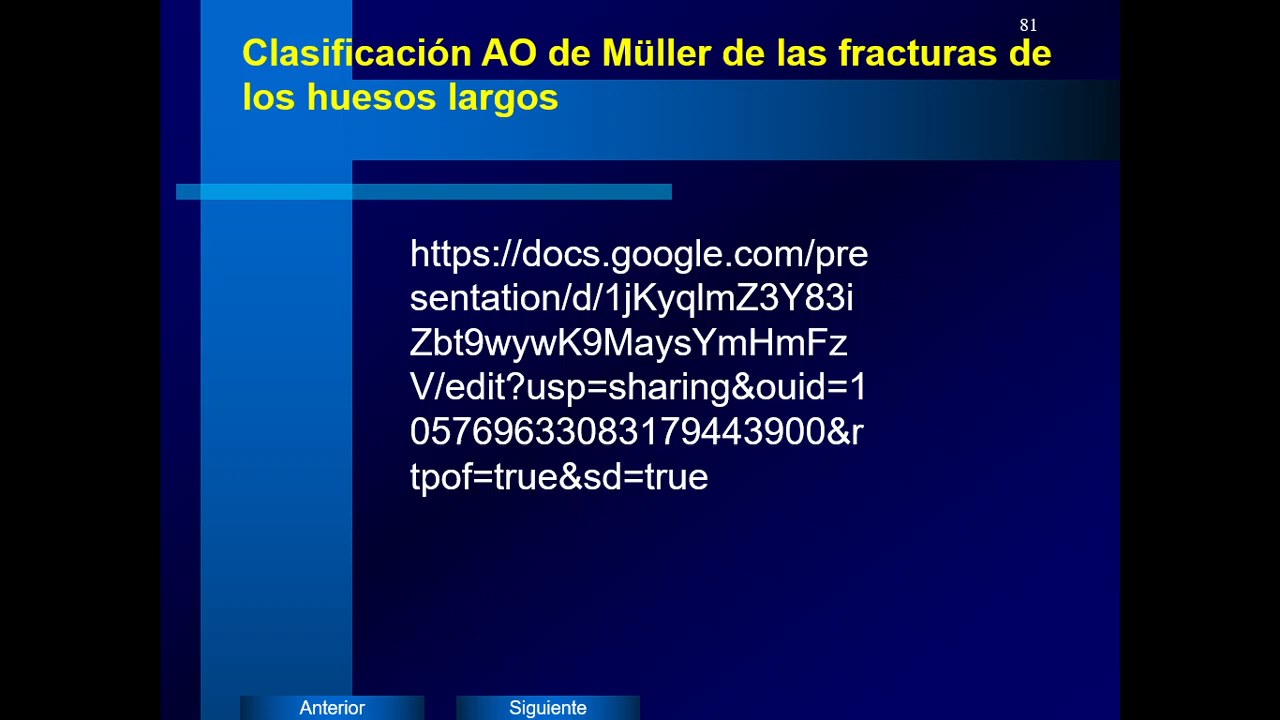 81
Clasificación AO de Müller de las fracturas de
los huesos largos
https://docs.google.com/pre
sentation/d/1jKyqlmZ3Y83i
Zbt9wywK9MaysYmHmFz
V/edit?usp=sharing&ouid=1
05769633083179443900&r
tpof=true&sd=true
Anterior
Siguiente